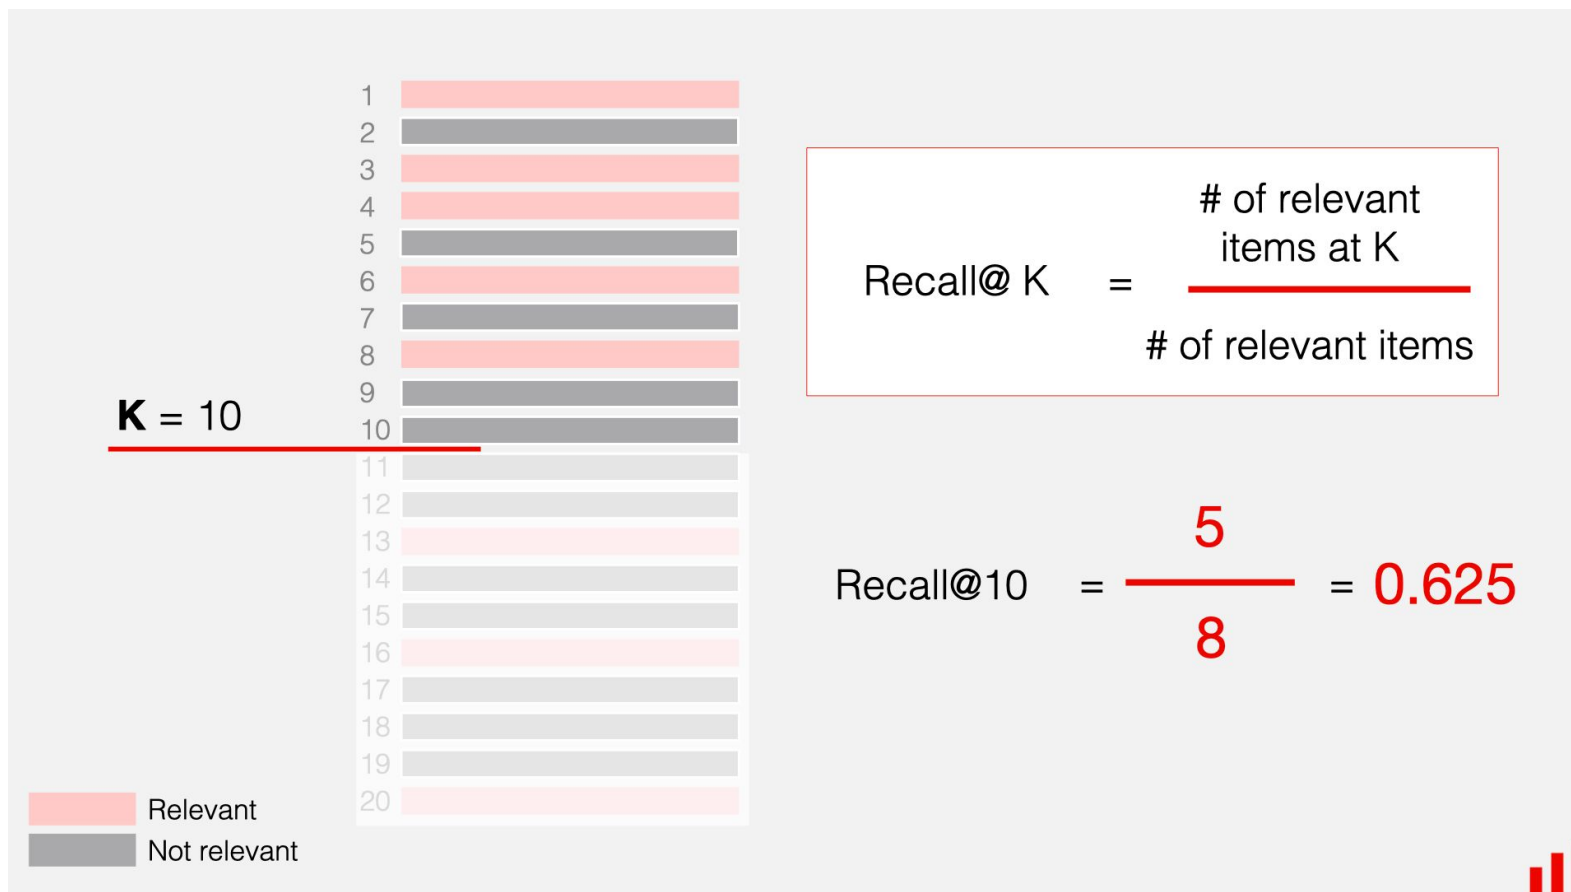 1
2
3
4
5
6
7
8
9
10
11
12
13
14
15
16
17
18
19
20
K = 10
Relevant
Not relevant
# of relevant
items at K
Recall@ K =
# of relevant items
5
Recall@10 = = 0.625
8